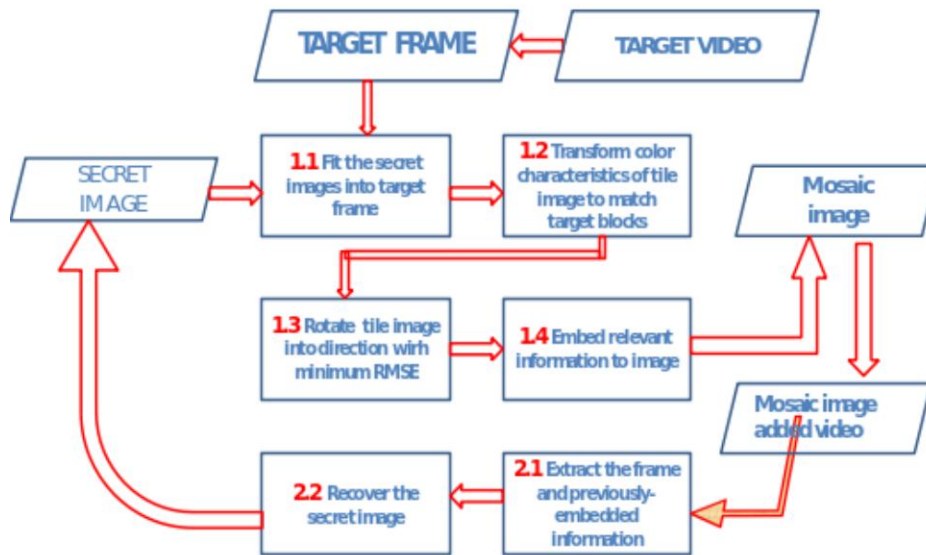 TARGET FRAME
TARGET VIDEO
SECRET
IMAGE
1.1 Fit the secret
images into target
frame
1.2 Transform color
characteristics of tile
image to match
target blocks
Mosaic
image
1.3 Rotate tile image
into direction wirh
minimum RMSE
1.4 Embed relevant
information to image
Mosaic image
added video
2.2 Recover the
secret image
2.1 Extract the frame
and previously-
embedded
information